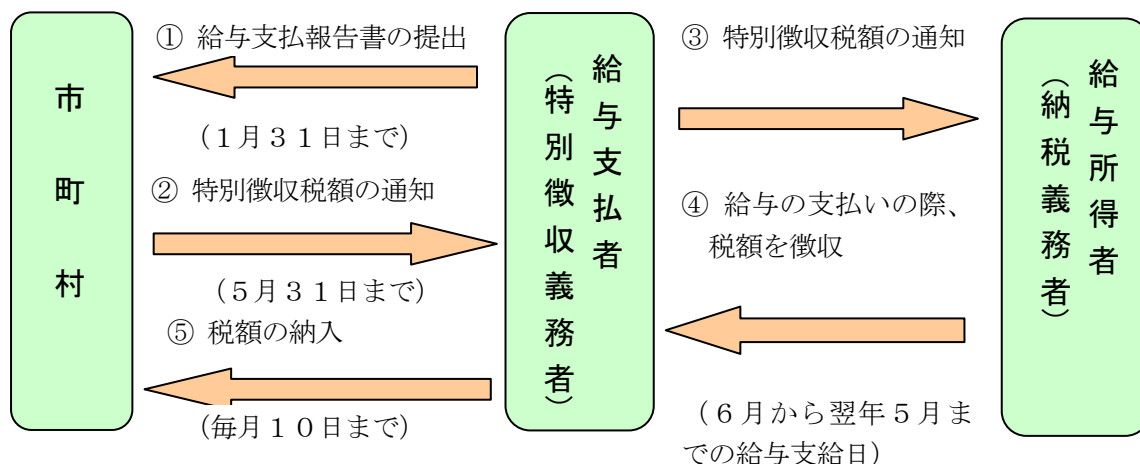 市町村
① 給与支払報告書の提出
（１月３１日まで）
② 特別徴収税額の通知
（５月３１日まで）
⑤ 税額の納入
（毎月１０日まで）
給与支払者
（特別徴収義務者）
③ 特別徴収税額の通知
④ 給与の支払いの際、
税額を徴収
（６月から翌年５月ま
での給与支給日）
給与所得者
（納税義務者）